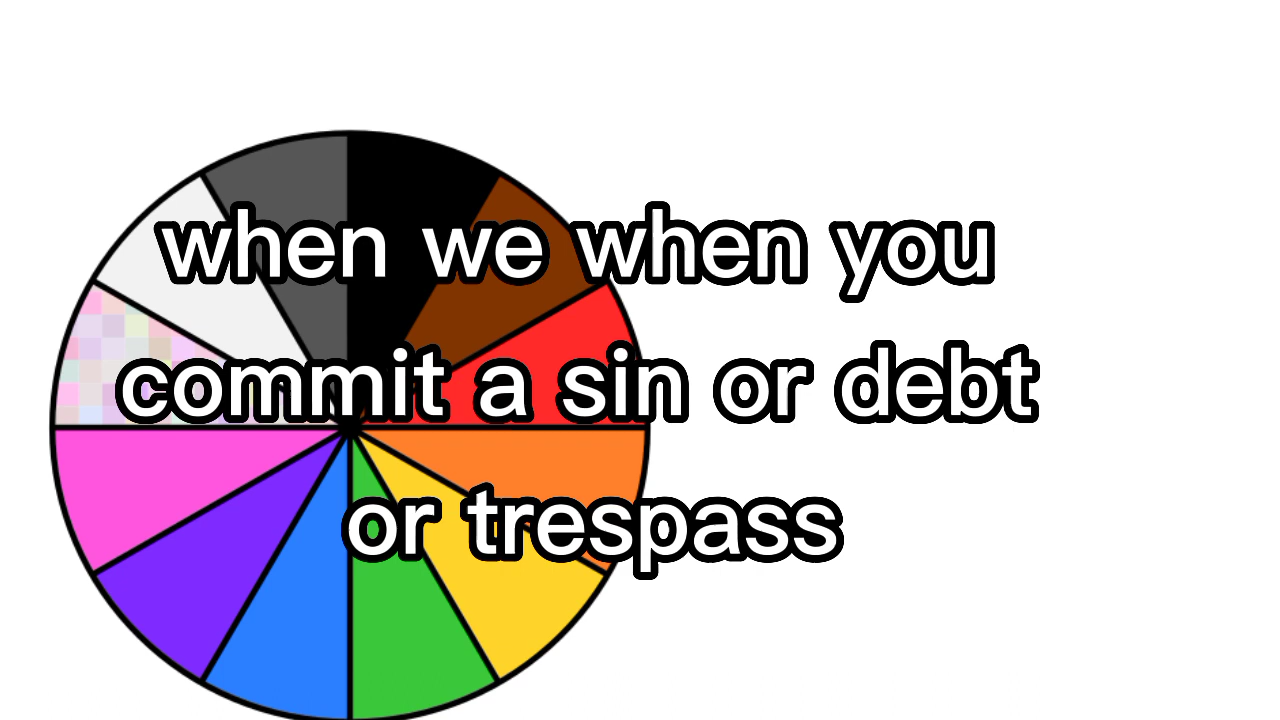 when we when you
commit a sin or debt
or trespass